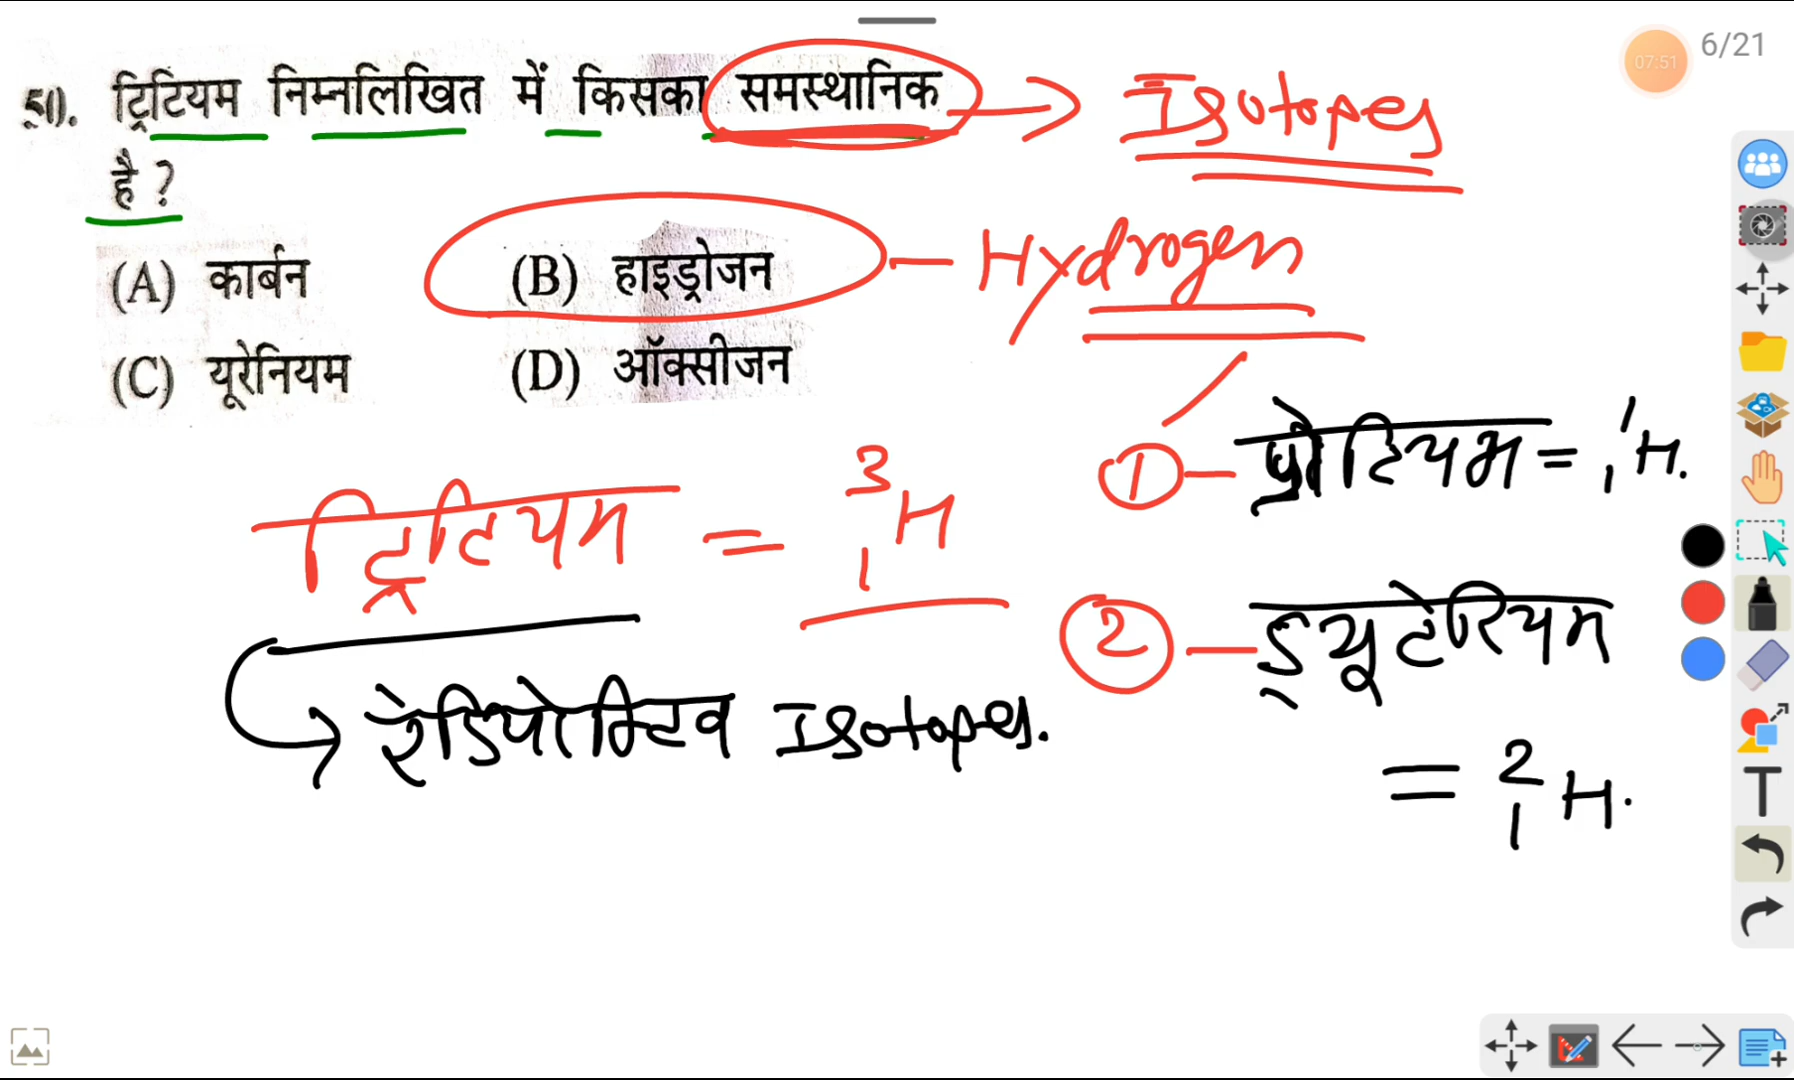 6/21
07:51
50. ट्रिटियम निम्नलिखित में किसका समस्थानिक → Isotopes
है ?
(A) कार्बन (B) हाइड्रोजन - Hydrogen
(C) यूरेनियम (D) ऑक्सीजन
① - प्रोटियम = ¹₁H.
ट्रिटियम = ³₁H
② - ड्यूटेरियम
= ²₁H.
→ रेडियोऐक्टिव Isotopes.
T